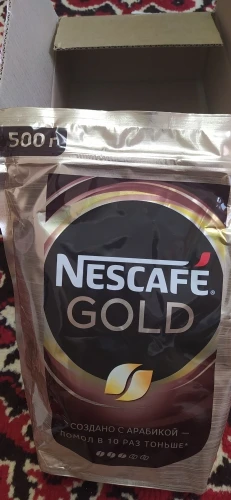 500 г
NESCAFÉ®
GOLD
СОЗДАНО С АРАБИКОЙ —
ПОМОЛ В 10 РАЗ ТОНЬШЕ*